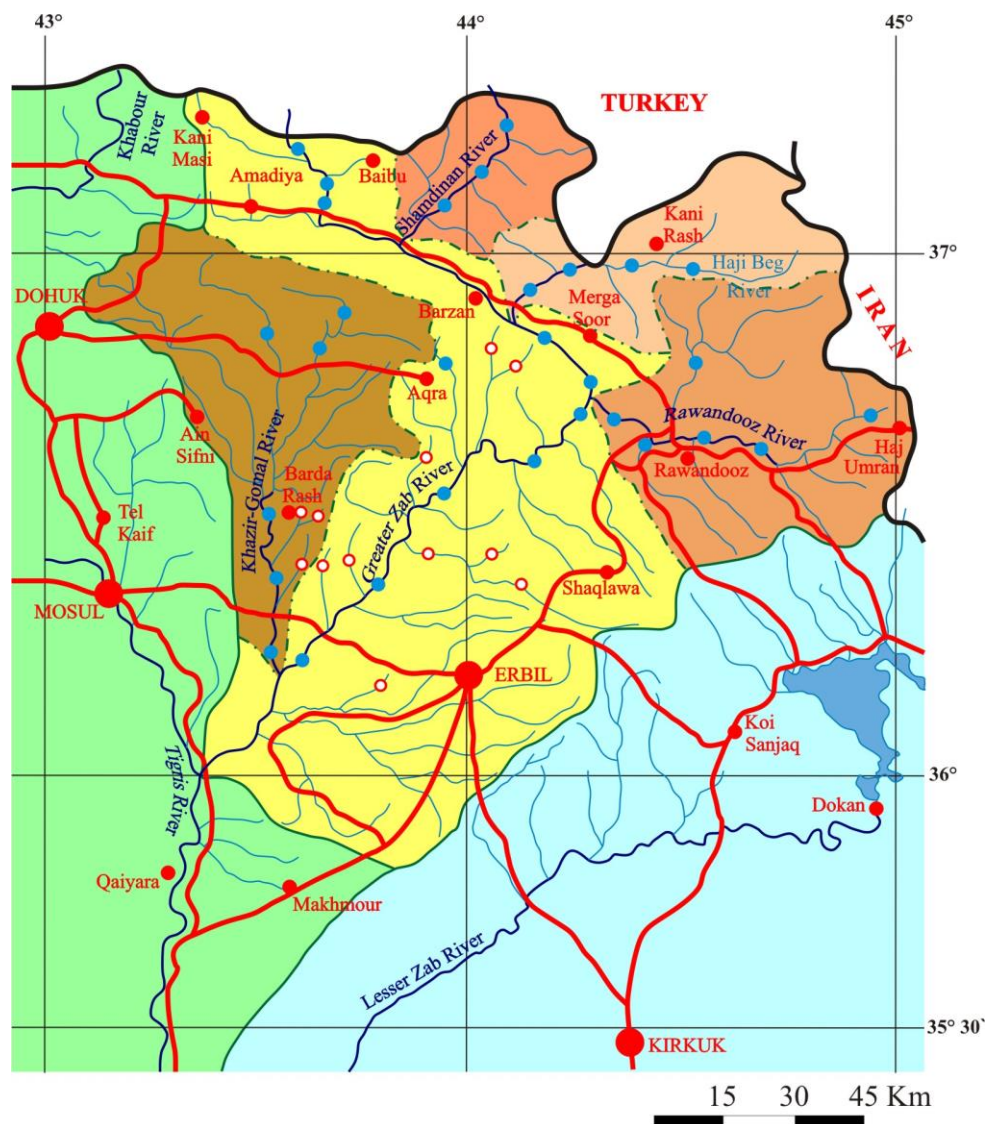 43°
44°
45°
TURKEY
Khabour
River
Kani
Masi
Amadiya
Baibu
Shamdinan River
Kani
Rash
37°
Haji Beg
River
IRAN
DOHUK
Barzan
Merga
Soor
Aqra
Ain
Sifni
Khazir-Gomal River
Rawandooz River
Haj
Umran
Rawandooz
Barda
Rash
Greater Zab River
Tel
Kaif
MOSUL
Shaqlawa
ERBIL
Koi
Sanjaq
Tigris River
36°
Dokan
Qaiyara
Makhmour
Lesser Zab River
35° 30`
KIRKUK
15 30 45 Km